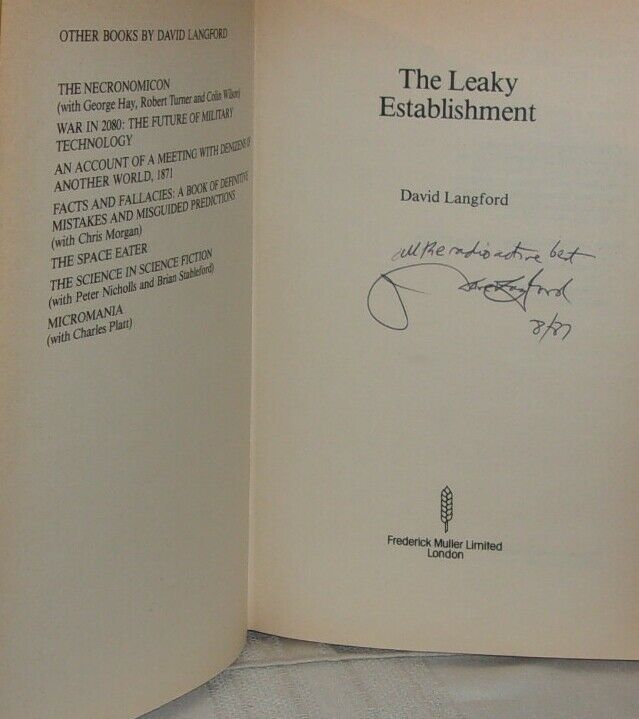 OTHER BOOKS BY DAVID LANGFORD
THE NECRONOMICON
(with George Hay, Robert Turner and Colin Wilson)
WAR IN 2080: THE FUTURE OF MILITARY
TECHNOLOGY
AN ACCOUNT OF A MEETING WITH DENIZENS OF
ANOTHER WORLD, 1871
FACTS AND FALLACIES: A BOOK OF DEFINITIVE
MISTAKES AND MISGUIDED PREDICTIONS
(with Chris Morgan)
THE SPACE EATER
THE SCIENCE IN SCIENCE FICTION
(with Peter Nicholls and Brian Stableford)
MICROMANIA
(with Charles Platt)
The Leaky
Establishment
David Langford
all the radioactive best
Dave Langford
8/87
Frederick Muller Limited
London